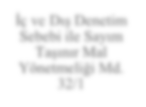 İç ve Dış Denetim
Sebebi ile Sayım
Taşınır Mal
Yönetmeliği Md.
32/1